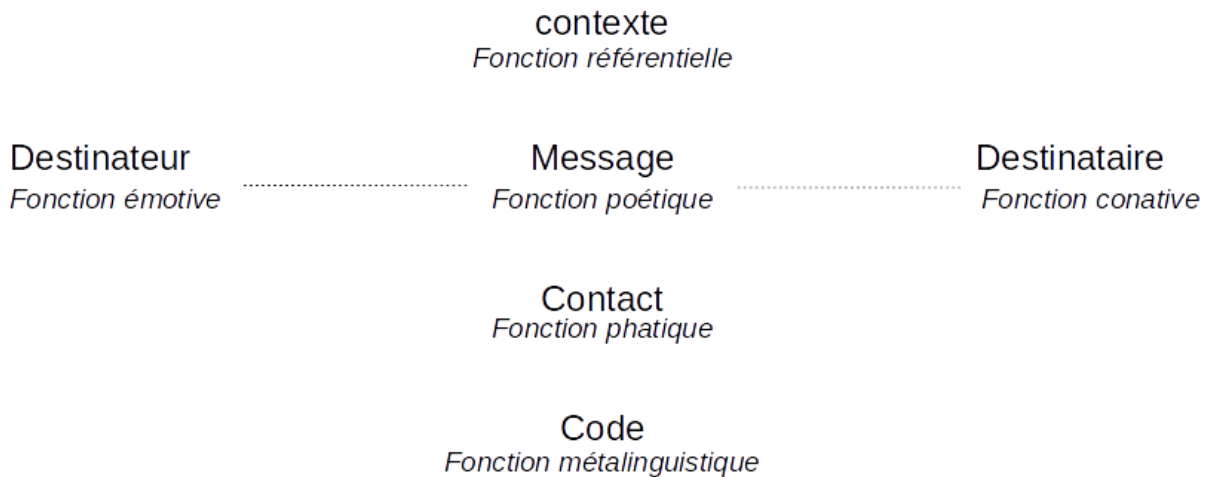 contexte
Fonction référentielle
Destinateur Message Destinataire
Fonction émotive Fonction poétique Fonction conative
Contact
Fonction phatique
Code
Fonction métalinguistique